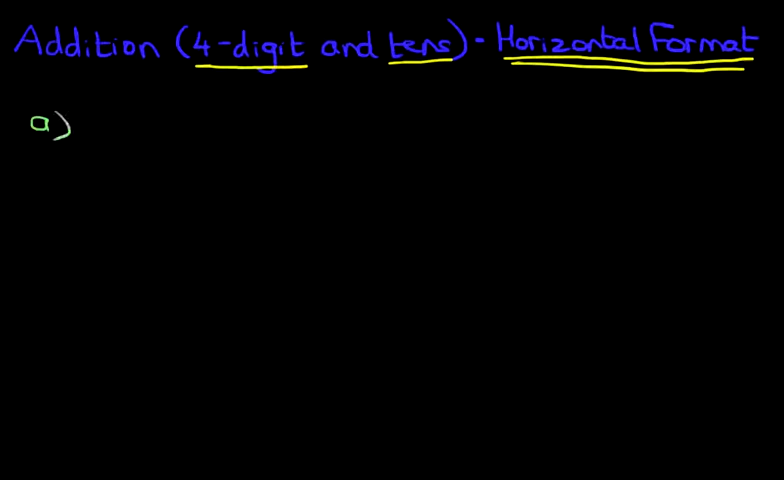 Addition (4-digit and tens) - Horizontal Format
a)